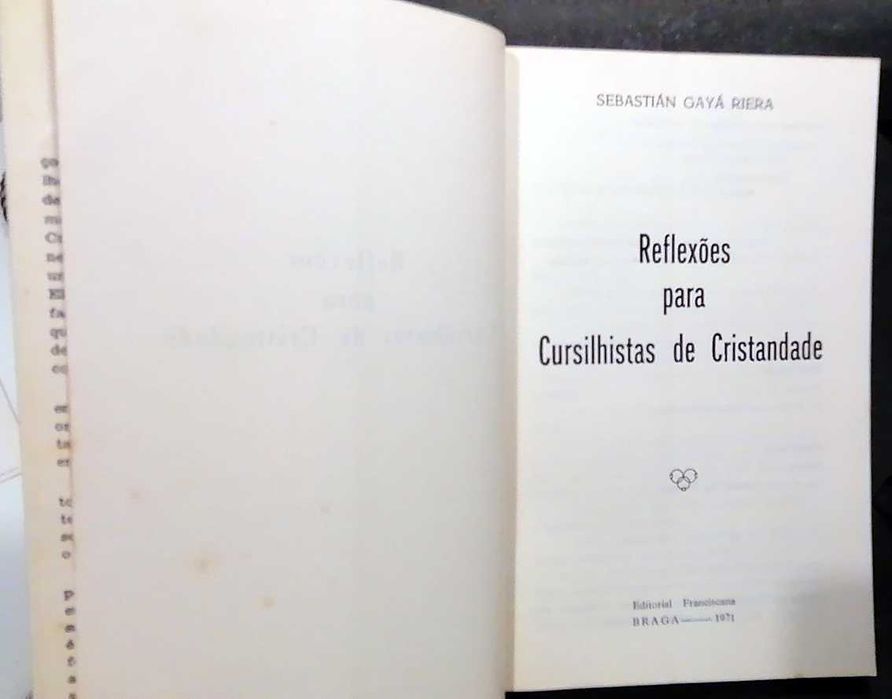 SEBASTIÁN GAYÁ RIERA
Reflexões
para
Cursilhistas de Cristandade
Editorial Franciscana
BRAGA — 1971